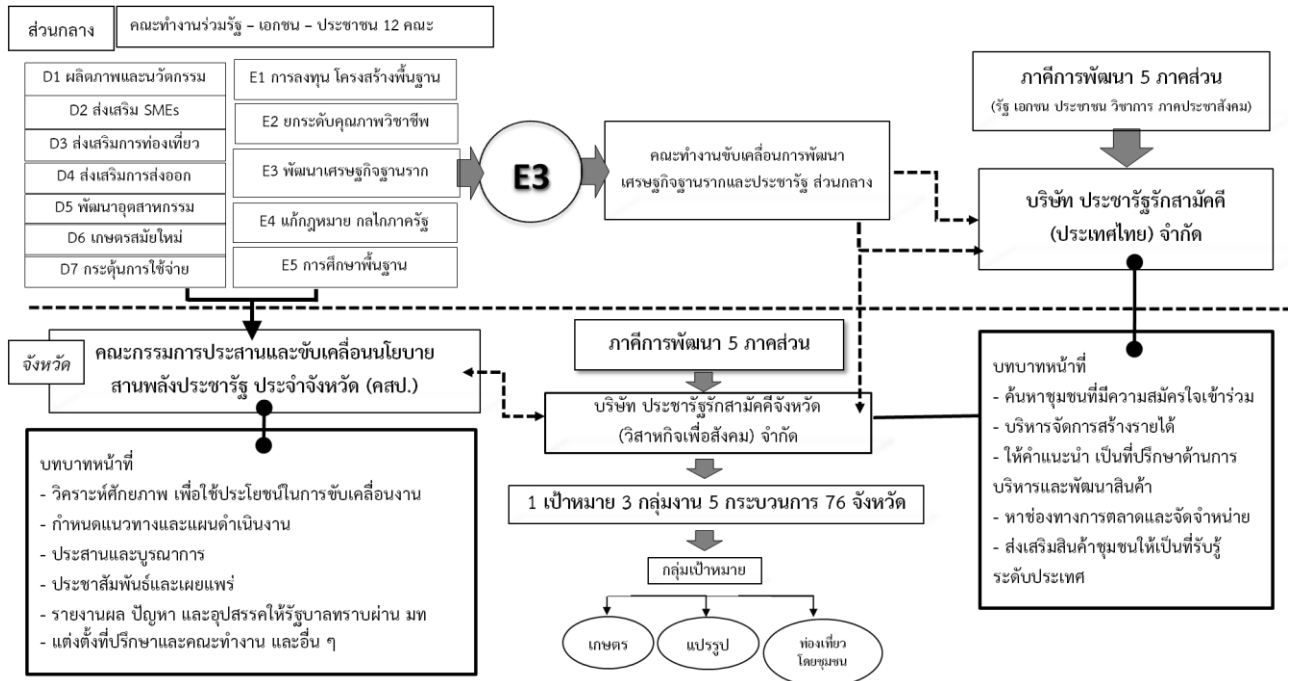 ส่วนกลาง
คณะทำงานร่วมรัฐ – เอกชน – ประชาชน 12 คณะ
D1 ผลิตภาพและนวัตกรรม
D2 ส่งเสริม SMEs
D3 ส่งเสริมการท่องเที่ยว
D4 ส่งเสริมการส่งออก
D5 พัฒนาอุตสาหกรรม
D6 เกษตรสมัยใหม่
D7 กระตุ้นการใช้จ่าย
E1 การลงทุน โครงสร้างพื้นฐาน
E2 ยกระดับคุณภาพวิชาชีพ
E3 พัฒนาเศรษฐกิจฐานราก
E4 แก้กฎหมาย กลไกภาครัฐ
E5 การศึกษาพื้นฐาน
E3
คณะทำงานขับเคลื่อนการพัฒนา
เศรษฐกิจฐานรากและประชารัฐ ส่วนกลาง
ภาคีการพัฒนา 5 ภาคส่วน
(รัฐ เอกชน ประชาชน วิชาการ ภาคประชาสังคม)
บริษัท ประชารัฐรักสามัคคี
(ประเทศไทย) จำกัด
จังหวัด
คณะกรรมการประสานและขับเคลื่อนนโยบาย
สานพลังประชารัฐ ประจำจังหวัด (คสป.)
บทบาทหน้าที่
- วิคราะห์ศักยภาพ เพื่อใช้ประโยชน์ในการขับเคลื่อนงาน
- กำหนดแนวทางและแผนดำเนินงาน
- ประสานและบูรณาการ
- ประชาสัมพันธ์และเผยแพร่
- รายงานผล ปัญหา และอุปสรรคให้รัฐบาลทราบผ่าน มท
- แต่งตั้งที่ปรึกษาและคณะทำงาน และอื่น ๆ
ภาคีการพัฒนา 5 ภาคส่วน
บริษัท ประชารัฐรักสามัคคีจังหวัด
(วิสาหกิจเพื่อสังคม) จำกัด
1 เป้าหมาย 3 กลุ่มงาน 5 กระบวนการ 76 จังหวัด
กลุ่มเป้าหมาย
เกษตร
แปรรูป
ท่องเที่ยว
โดยชุมชน
บทบาทหน้าที่
- ค้นหาชุมชนที่มีความสมัครใจเข้าร่วม
- บริหารจัดการสร้างรายได้
- ให้คำแนะนำ เป็นที่ปรึกษาด้านการ
บริหารและพัฒนาสินค้า
- หาช่องทางการตลาดและจัดจำหน่าย
- ส่งเสริมสินค้าชุมชนให้เป็นที่รับรู้
ระดับประเทศ